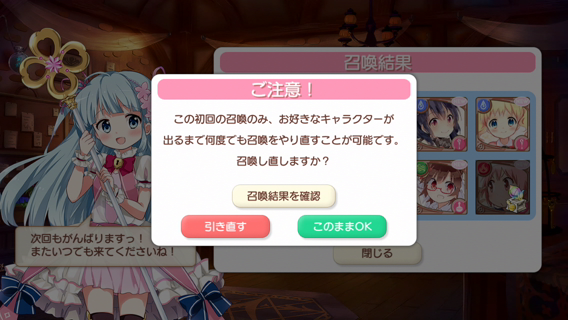 召喚結果
ご注意！
この初回の召喚のみ、お好きなキャラクターが
出るまで何度でも召喚をやり直すことが可能です。
召喚し直しますか？
召喚結果を確認
引き直す
このままOK
次回もがんばりますっ！
またいつでも来てくださいね！
閉じる